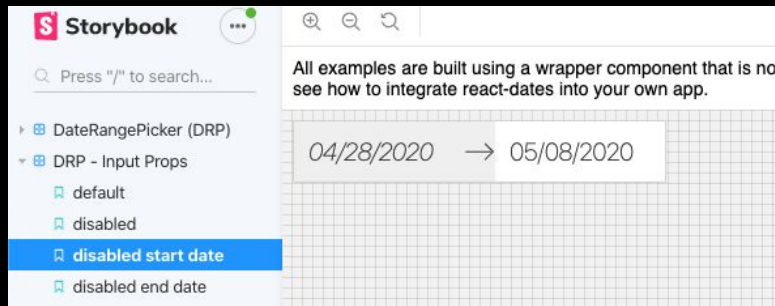 Storybook
Press "/" to search...
DateRangePicker (DRP)
DRP - Input Props
default
disabled
disabled start date
disabled end date
All examples are built using a wrapper component that is no
see how to integrate react-dates into your own app.
04/28/2020 → 05/08/2020